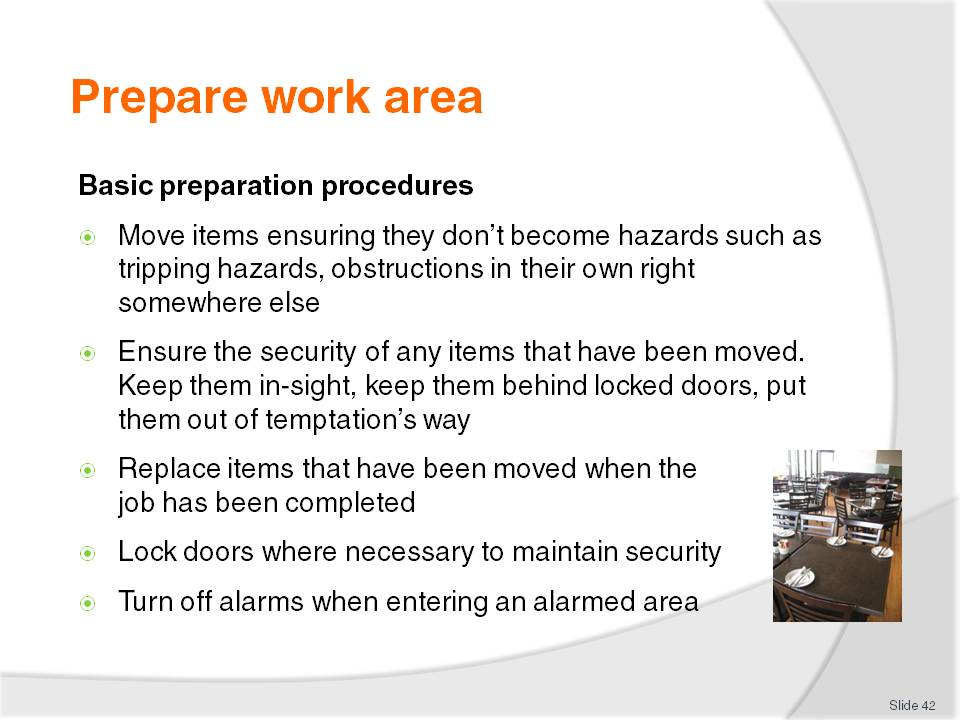 Prepare work area
Basic preparation procedures
Move items ensuring they don’t become hazards such as
tripping hazards, obstructions in their own right
somewhere else
Ensure the security of any items that have been moved.
Keep them in-sight, keep them behind locked doors, put
them out of temptation’s way
Replace items that have been moved when the
job has been completed
Lock doors where necessary to maintain security
Turn off alarms when entering an alarmed area
Slide 42